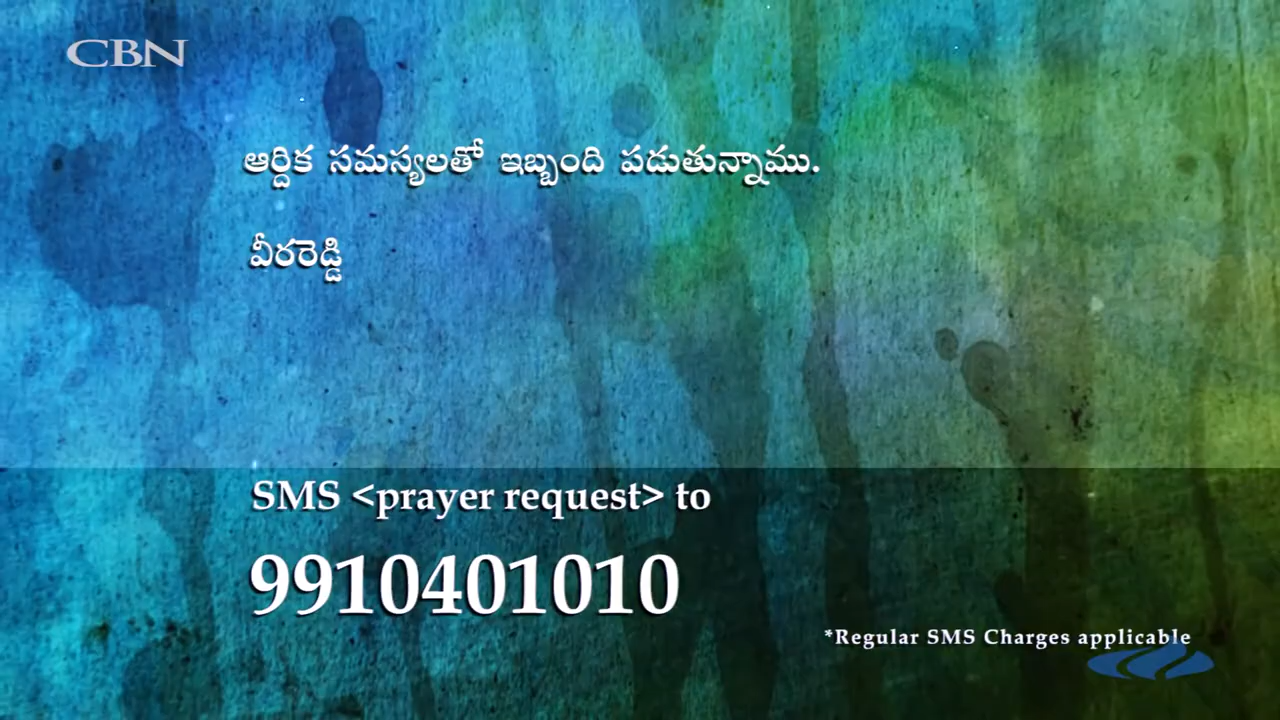 CBN
ఆర్దిక సమస్యలతో ఇబ్బంది పడుతున్నాము.
వీరరెడ్డి
SMS <prayer request> to
9910401010
*Regular SMS Charges applicable